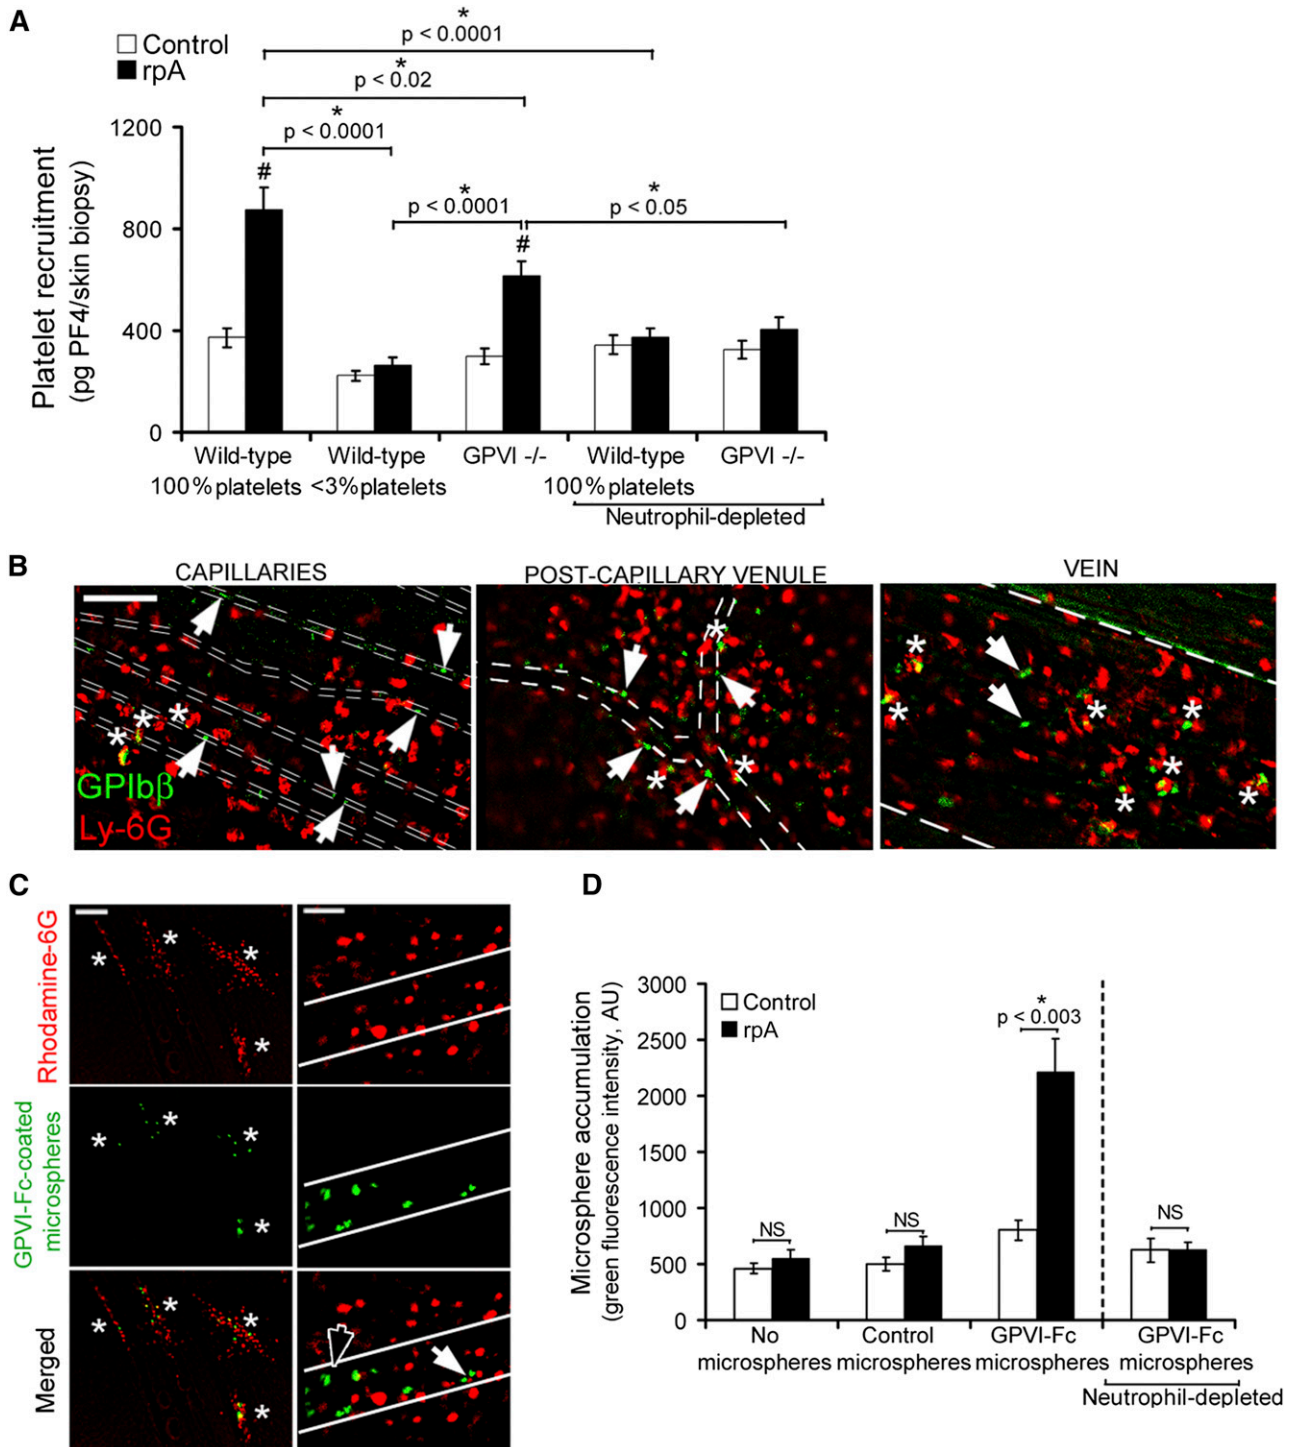 A
Control
rpA
*
p < 0.0001
*
p < 0.02
*
p < 0.0001
*
p < 0.0001
*
p < 0.05
#
#
Platelet recruitment
(pg PF4/skin biopsy)
1200
800
400
0
Wild-type
100%platelets
Wild-type
<3%platelets
GPVI -/-
Wild-type
100%platelets
GPVI -/-
Neutrophil-depleted
B
CAPILLARIES
POST-CAPILLARY VENULE
VEIN
* * *
* * *
* * * * * * *
GPIbβ
Ly-6G
C
Rhodamine-6G
* * * *
GPVI-Fc-coated
microspheres
* * * *
Merged
* * * *
D
Control
rpA
Microsphere accumulation
(green fluorescence intensity, AU)
3000
2500
2000
1500
1000
500
0
NS
NS
*
p < 0.003
NS
No
microspheres
Control
microspheres
GPVI-Fc
microspheres
GPVI-Fc
microspheres
Neutrophil-depleted